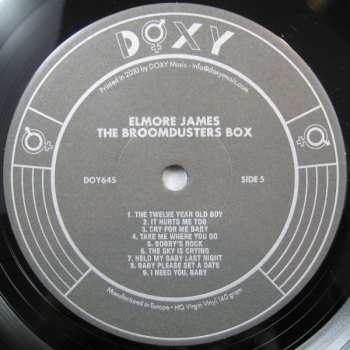 DOXY
Printed in 2010 by DOXY Music - info@doxymusic.com
ELMORE JAMES
THE BROOMDUSTERS BOX
DOY645
SIDE 5
1. THE TWELVE YEAR OLD BOY
2. IT HURTS ME TOO
3. CRY FOR ME BABY
4. TAKE ME WHERE YOU GO
5. BOBBY'S ROCK
6. THE SKY IS CRYING
7. HELD MY BABY LAST NIGHT
8. BABY PLEASE SET A DATE
9. I NEED YOU, BABY
Manufactured in Europe - HQ Virgin Vinyl 140 gram